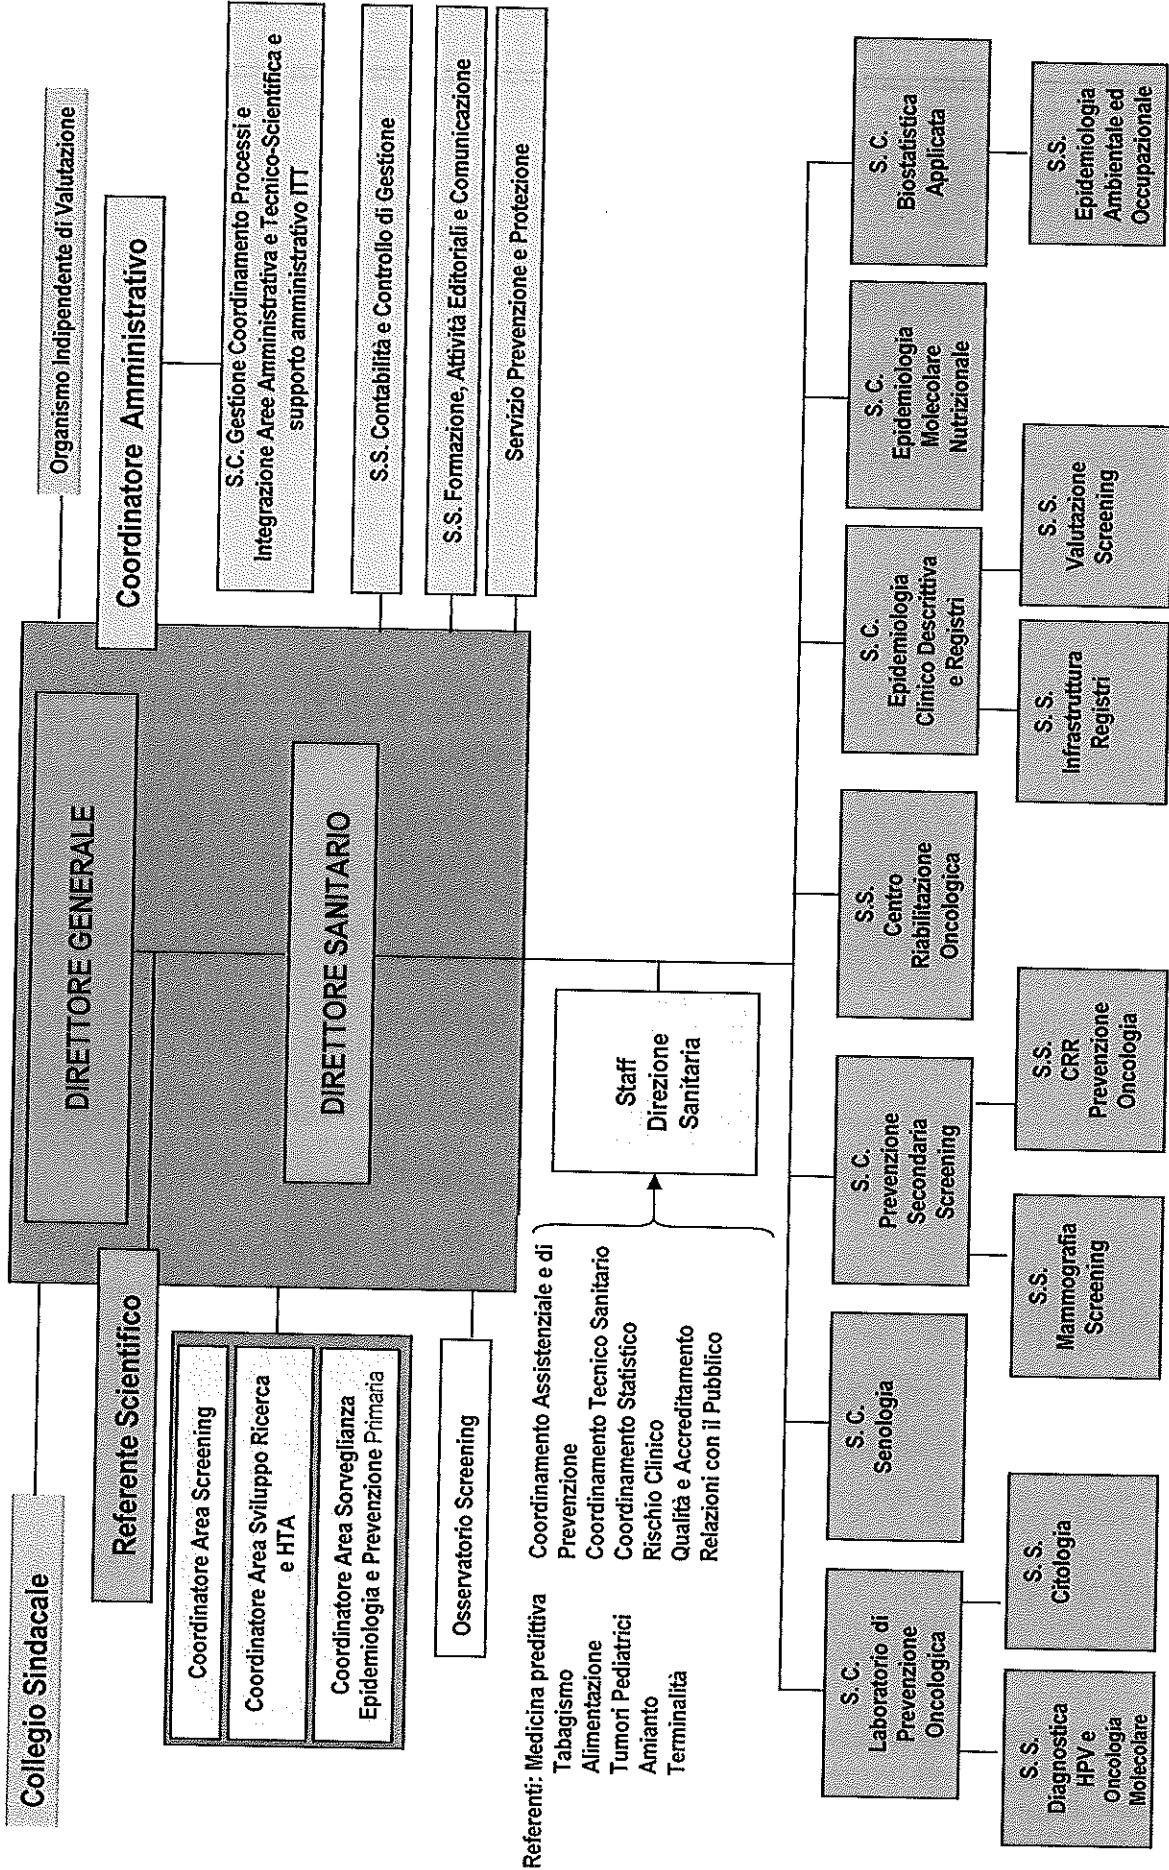 Collegio Sindacale
Organismo Indipendente di Valutazione
DIRETTORE GENERALE
Referente Scientifico
Coordinatore Amministrativo
S.C. Gestione Coordinamento Processi e
Integrazione Aree Amministrativa e Tecnico-Scientifica e
supporto amministrativo ITT
Coordinatore Area Screening
Coordinatore Area Sviluppo Ricerca
e HTA
Coordinatore Area Sorveglianza
Epidemiologia e Prevenzione Primaria
DIRETTORE SANITARIO
S.S. Contabilità e Controllo di Gestione
S.S. Formazione, Attività Editoriali e Comunicazione
Servizio Prevenzione e Protezione
Osservatorio Screening
Referenti: Medicina predittiva
Tabagismo
Alimentazione
Tumori Pediatrici
Amianto
Terminalità
Coordinamento Assistenziale e di
Prevenzione
Coordinamento Tecnico Sanitario
Coordinamento Statistico
Rischio Clinico
Qualità e Accreditamento
Relazioni con il Pubblico
Staff
Direzione
Sanitaria
S. C.
Laboratorio di
Prevenzione
Oncologica
S. C.
Senologia
S. C.
Prevenzione
Secondaria
Screening
S.S.
Centro
Riabilitazione
Oncologica
S. C.
Epidemiologia
Clinico Descrittiva
e Registri
S. C.
Epidemiologia
Molecolare
Nutrizionale
S. C.
Biostatistica
Applicata
S. S.
Diagnostica
HPV e
Oncologia
Molecolare
S. S.
Citologia
S.S.
Mammografia
Screening
S.S.
CRR
Prevenzione
Oncologia
S. S.
Infrastruttura
Registri
S. S.
Valutazione
Screening
S.S.
Epidemiologia
Ambientale ed
Occupazionale